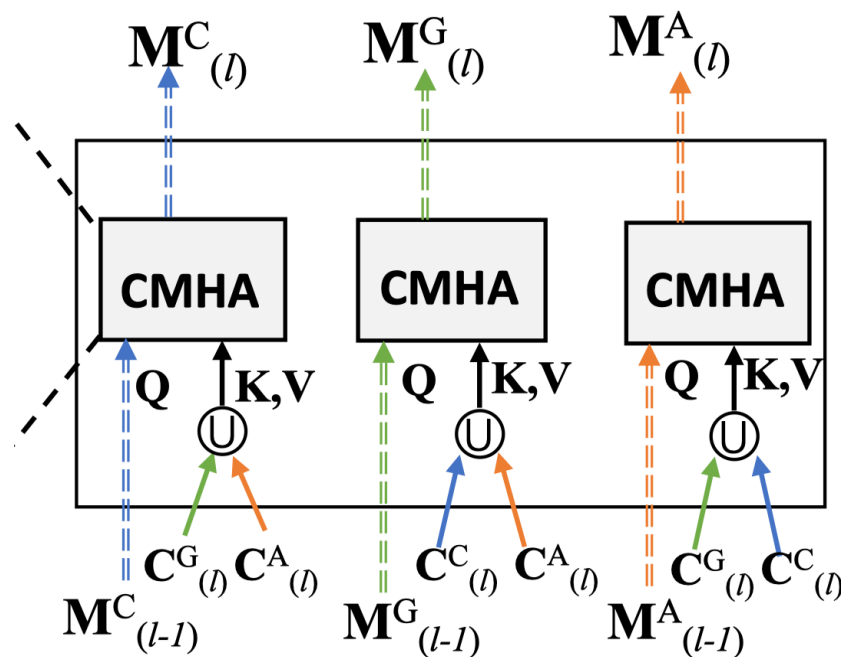 M^C_(l) M^G_(l) M^A_(l)
CMHA CMHA CMHA
Q K,V Q K,V Q K,V
U U U
C^G_(l) C^A_(l) C^C_(l) C^A_(l) C^G_(l) C^C_(l)
M^C_(l-1) M^G_(l-1) M^A_(l-1)